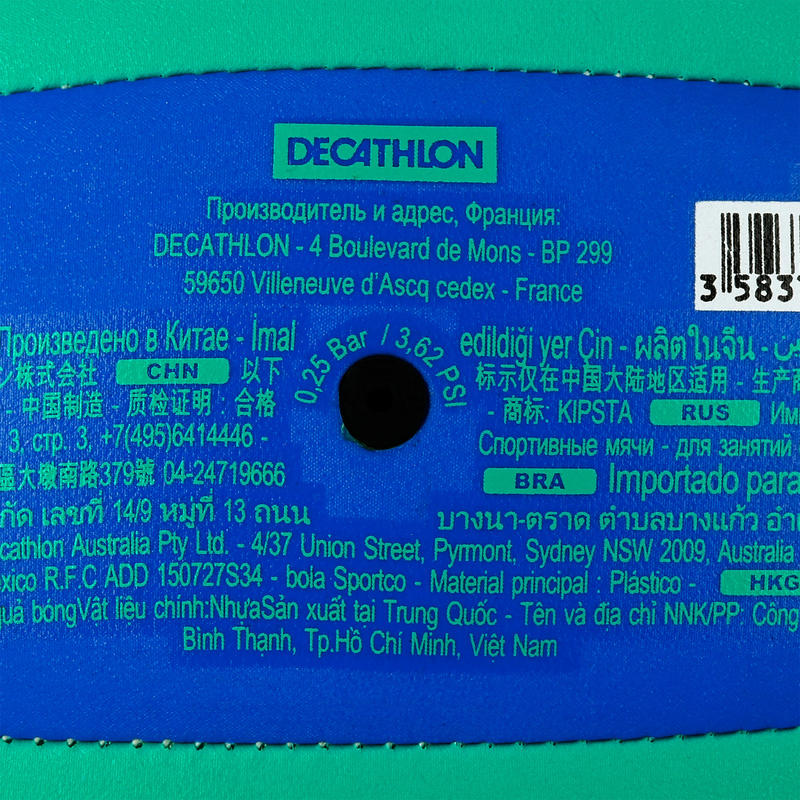 DECATHLON
Производитель и адрес, Франция:
DECATHLON - 4 Boulevard de Mons - BP 299
59650 Villeneuve d'Ascq cedex - France
3 583
Произведено в Китае - İmal edildiği yer Çin - ผลิตในจีน -
0,25 Bar / 3,62 PSI
ン株式会社 CHN 以下 标示仅在中国大陆地区适用 - 生产商
- 中国制造 - 质检证明 : 合格 - 商标: KIPSTA RUS
3, стр. 3, +7(495)6414446 - Спортивные мячи - для занятий
區大墩南路379號 04-24719666 BRA Importado para
กัด เลขที่ 14/9 หมู่ที่ 13 ถนน บางนา-ตราด ตำบลบางแก้ว
cathlon Australia Pty Ltd. - 4/37 Union Street, Pyrmont, Sydney NSW 2009, Australia
xico R.F.C ADD 150727S34 - bola Sportco - Material principal : Plástico - HKG
quả bóngVật liệu chính:NhựaSản xuất tại Trung Quốc - Tên và địa chỉ NNK/PP: Công
Bình Thạnh, Tp.Hồ Chí Minh, Việt Nam